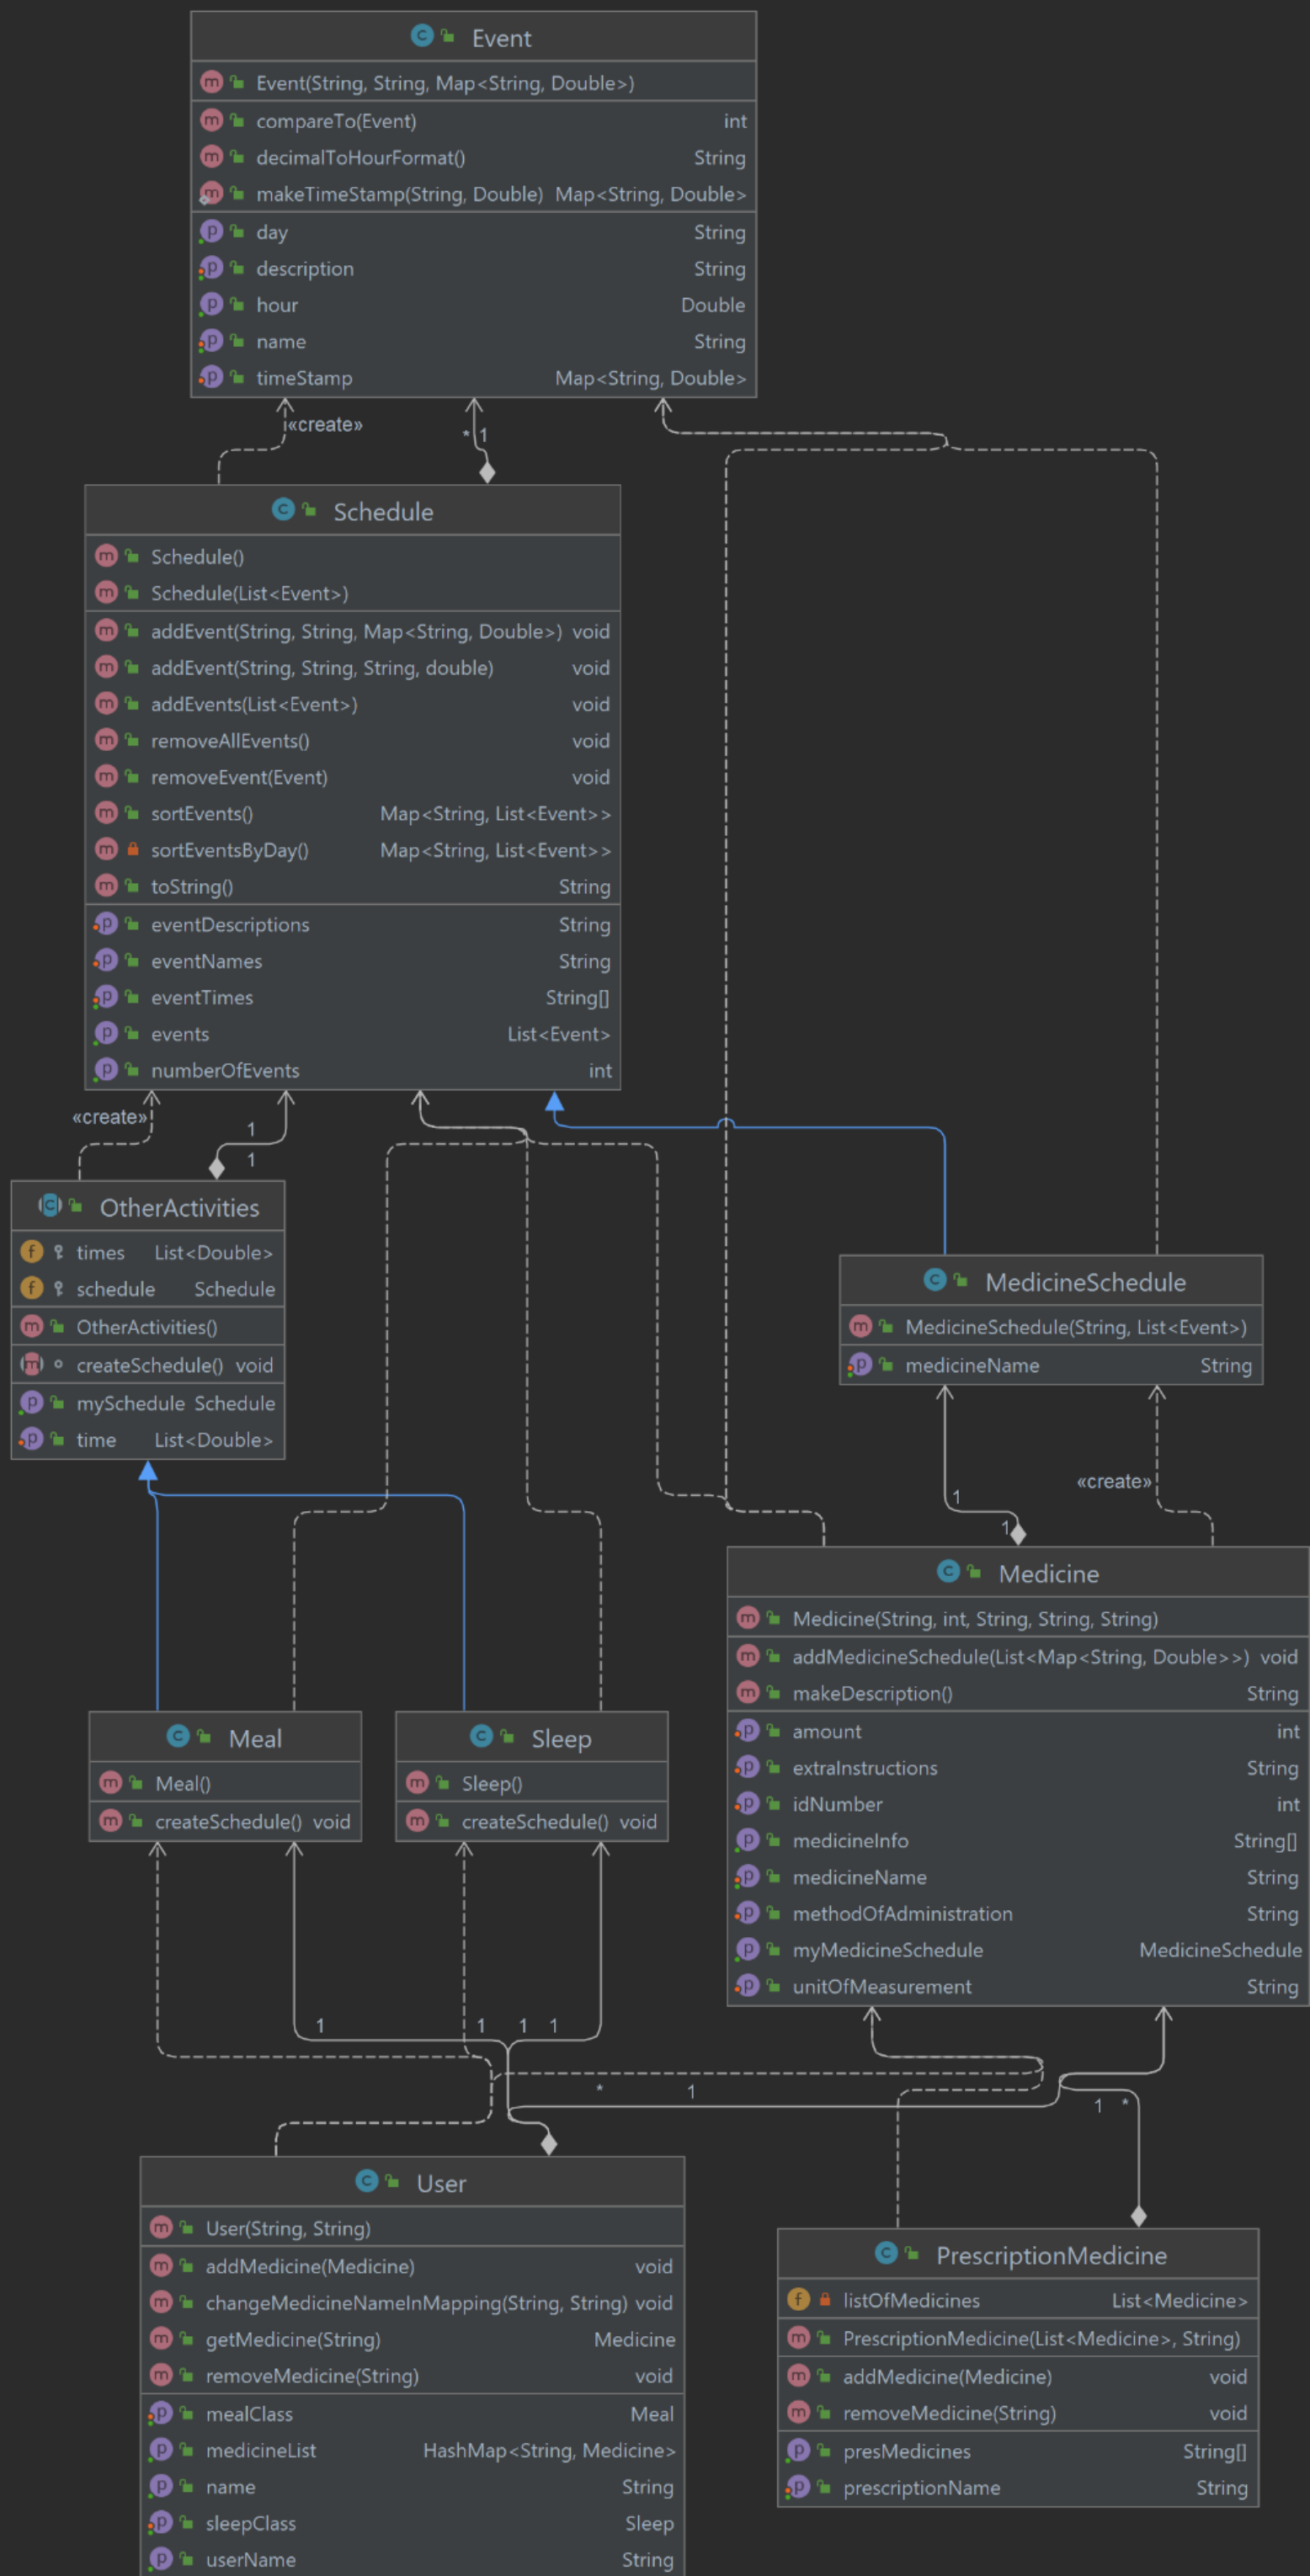 Event
Event(String, String, Map<String, Double>)
compareTo(Event) int
decimalToHourFormat() String
makeTimeStamp(String, Double) Map<String, Double>
day String
description String
hour Double
name String
timeStamp Map<String, Double>
«create»
* 1
Schedule
Schedule()
Schedule(List<Event>)
addEvent(String, String, Map<String, Double>) void
addEvent(String, String, String, double) void
addEvents(List<Event>) void
removeAllEvents() void
removeEvent(Event) void
sortEvents() Map<String, List<Event>>
sortEventsByDay() Map<String, List<Event>>
toString() String
eventDescriptions String
eventNames String
eventTimes String[]
events List<Event>
numberOfEvents int
«create»
1
1
OtherActivities
times List<Double>
schedule Schedule
OtherActivities()
createSchedule() void
mySchedule Schedule
time List<Double>
MedicineSchedule
MedicineSchedule(String, List<Event>)
medicineName String
«create»
1
1
Medicine
Medicine(String, int, String, String, String)
addMedicineSchedule(List<Map<String, Double>>) void
makeDescription() String
amount int
extraInstructions String
idNumber int
medicineInfo String[]
medicineName String
methodOfAdministration String
myMedicineSchedule MedicineSchedule
unitOfMeasurement String
Meal
Meal()
createSchedule() void
Sleep
Sleep()
createSchedule() void
1 1 1 1
* 1
1 *
User
User(String, String)
addMedicine(Medicine) void
changeMedicineNameInMapping(String, String) void
getMedicine(String) Medicine
removeMedicine(String) void
mealClass Meal
medicineList HashMap<String, Medicine>
name String
sleepClass Sleep
userName String
PrescriptionMedicine
listOfMedicines List<Medicine>
PrescriptionMedicine(List<Medicine>, String)
addMedicine(Medicine) void
removeMedicine(String) void
presMedicines String[]
prescriptionName String